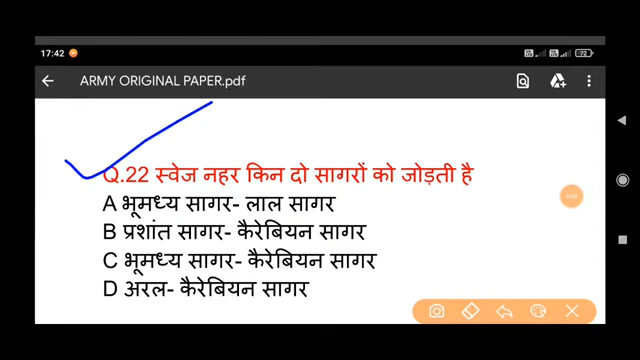 17:42
72
ARMY ORIGINAL PAPER.pdf
Q.22 स्वेज नहर किन दो सागरों को जोड़ती है
A भूमध्य सागर- लाल सागर
B प्रशांत सागर- कैरेबियन सागर
C भूमध्य सागर- कैरेबियन सागर
D अरल- कैरेबियन सागर